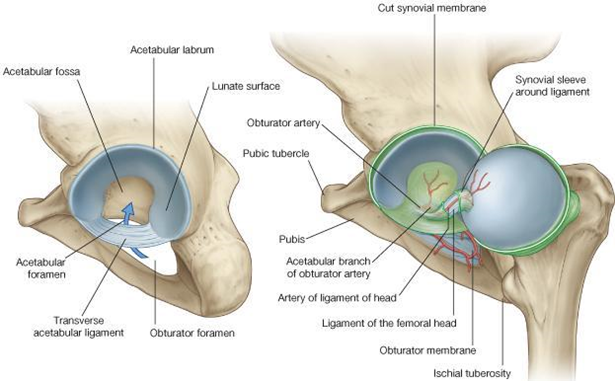 Acetabular labrum
Acetabular fossa
Lunate surface
Acetabular
foramen
Transverse
acetabular ligament
Obturator foramen
Cut synovial membrane
Synovial sleeve
around ligament
Obturator artery
Pubic tubercle
Pubis
Acetabular branch
of obturator artery
Artery of ligament of head
Ligament of the femoral head
Obturator membrane
Ischial tuberosity